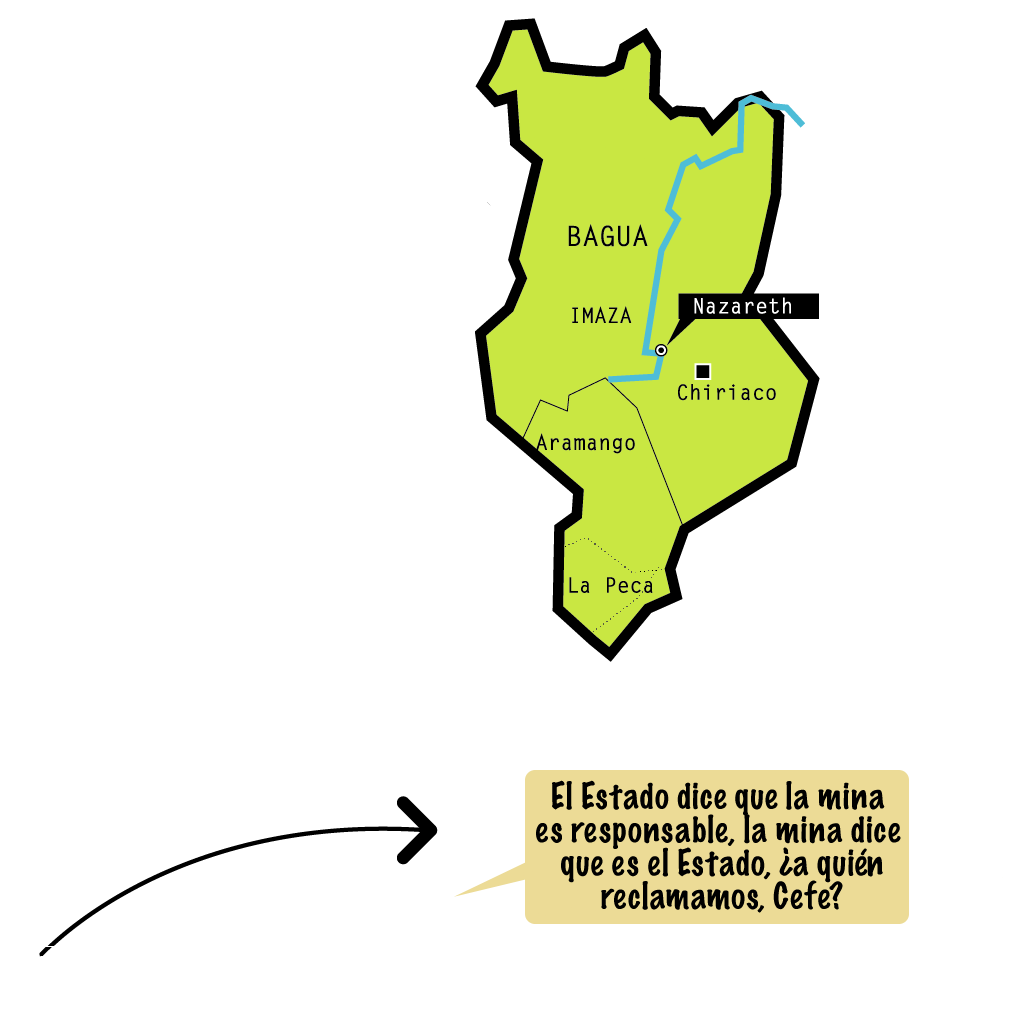 BAGUA
Nazareth
IMAZA
Chiriaco
Aramango
La Peca
El Estado dice que la mina
es responsable, la mina dice
que es el Estado, ¿a quién
reclamamos, Cefe?